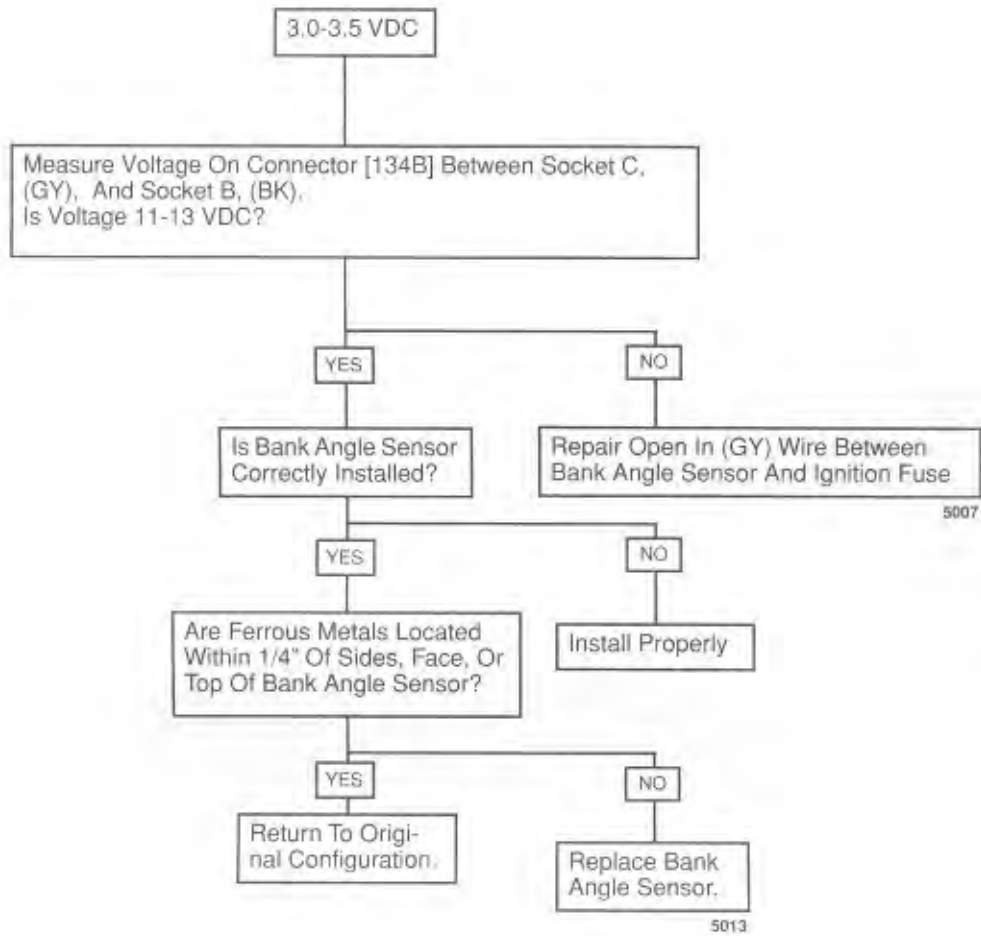 3.0-3.5 VDC
Measure Voltage On Connector [134B] Between Socket C,
(GY), And Socket B, (BK).
Is Voltage 11-13 VDC?
YES
NO
Is Bank Angle Sensor
Correctly Installed?
Repair Open In (GY) Wire Between
Bank Angle Sensor And Ignition Fuse
5007
YES
NO
Are Ferrous Metals Located
Within 1/4" Of Sides, Face, Or
Top Of Bank Angle Sensor?
Install Properly
YES
NO
Return To Origi-
nal Configuration.
Replace Bank
Angle Sensor.
5013